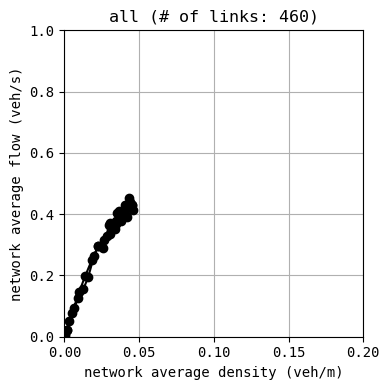 all (# of links: 460)
1.0
0.8
0.6
0.4
0.2
0.0
network average flow (veh/s)
0.00 0.05 0.10 0.15 0.20
network average density (veh/m)